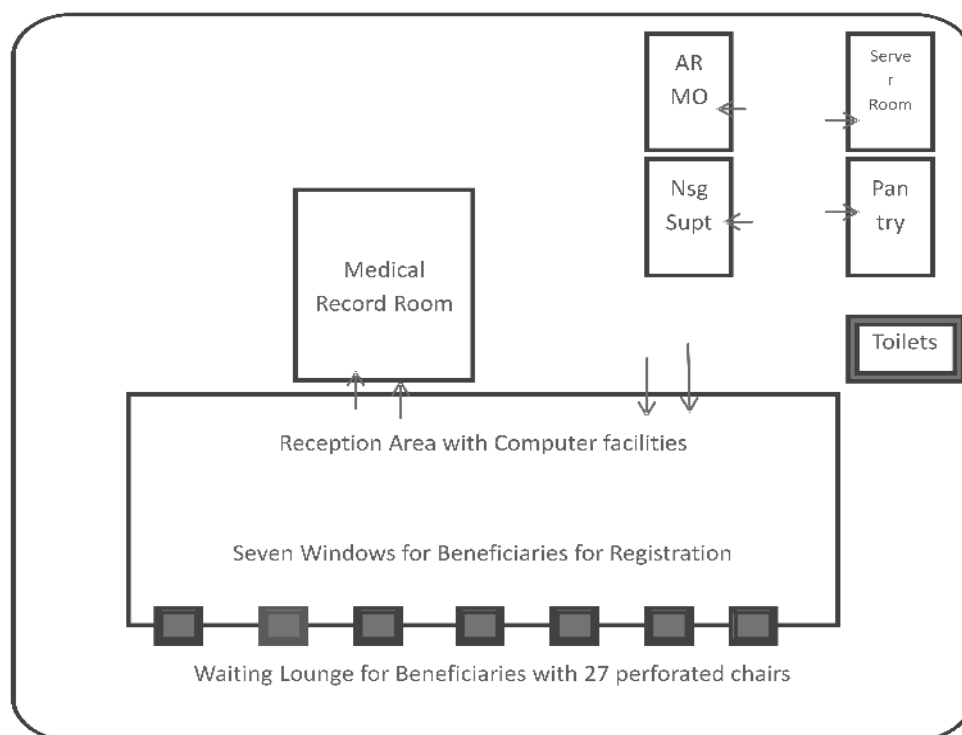 AR
MO
Serve
r
Room
Nsg
Supt
Pan
try
Medical
Record Room
Toilets
Reception Area with Computer facilities
Seven Windows for Beneficiaries for Registration
Waiting Lounge for Beneficiaries with 27 perforated chairs